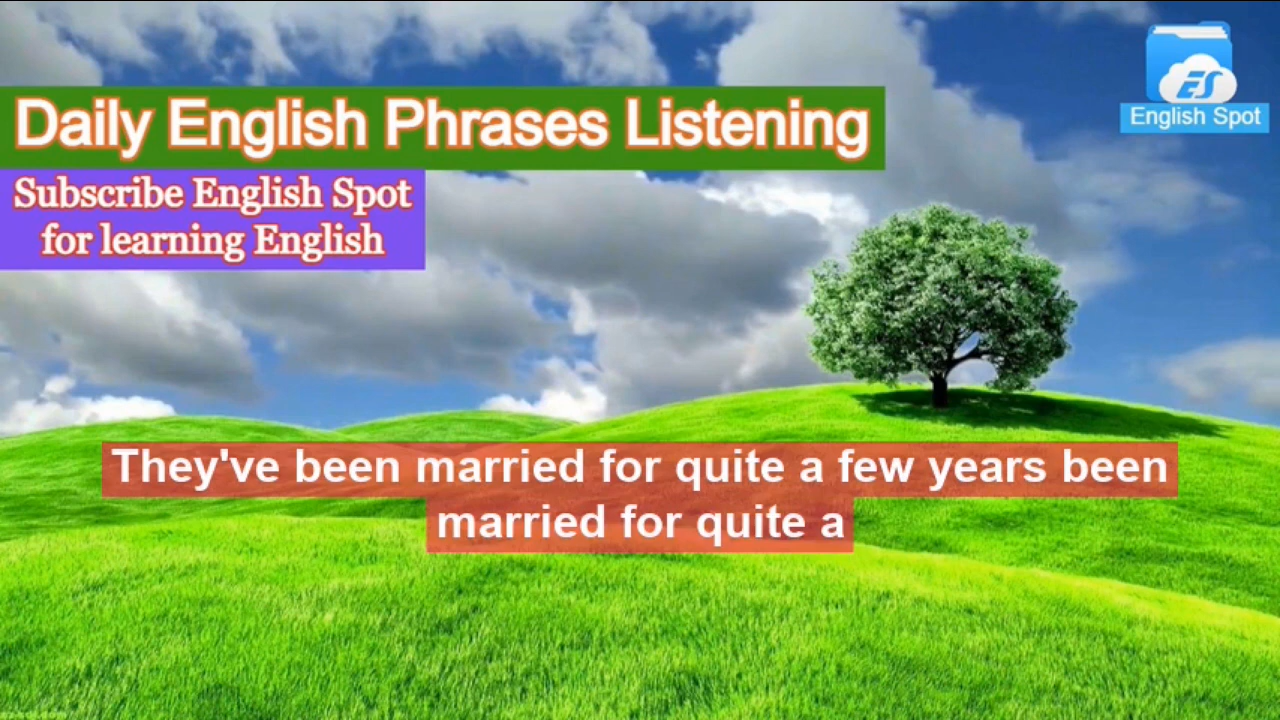 Daily English Phrases Listening
ES
English Spot
Subscribe English Spot
for learning English
They've been married for quite a few years been
married for quite a